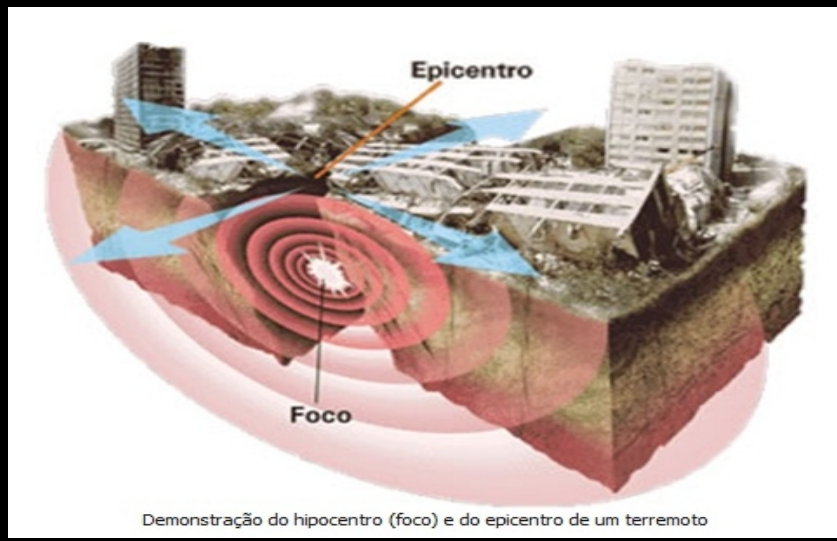 Epicentro
Foco
Demonstração do hipocentro (foco) e do epicentro de um terremoto